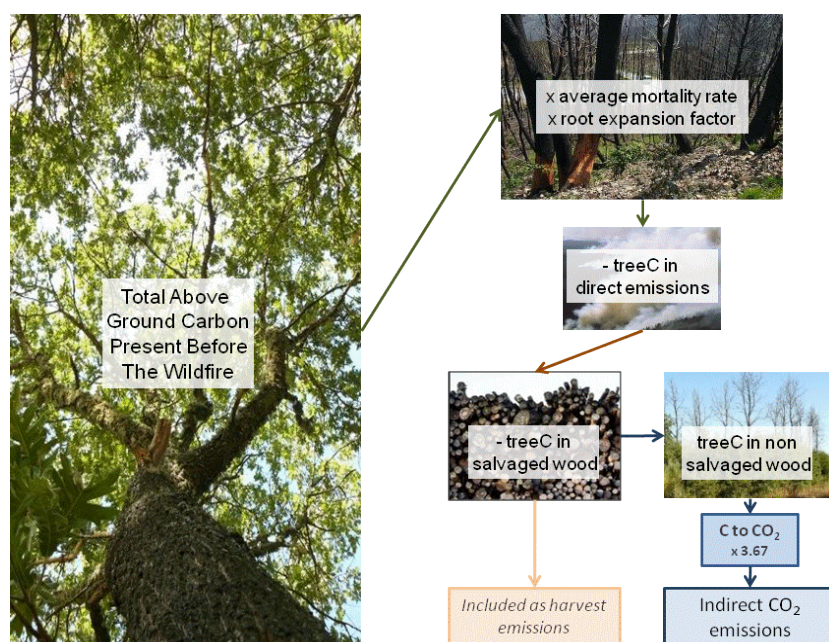 Total Above
Ground Carbon
Present Before
The Wildfire
x average mortality rate
x root expansion factor
- treeC in
direct emissions
- treeC in
salvaged wood
treeC in non
salvaged wood
C to CO₂
x 3.67
Included as harvest
emissions
Indirect CO₂
emissions